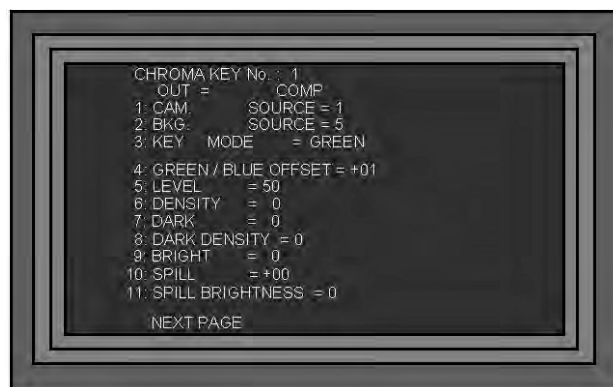 CHROMA KEY No. : 1
OUT = COMP
1: CAM. SOURCE = 1
2: BKG. SOURCE = 5
3: KEY MODE = GREEN
4: GREEN / BLUE OFFSET = +01
5: LEVEL = 50
6: DENSITY = 0
7: DARK = 0
8: DARK DENSITY = 0
9: BRIGHT = 0
10: SPILL = +00
11: SPILL BRIGHTNESS = 0
NEXT PAGE